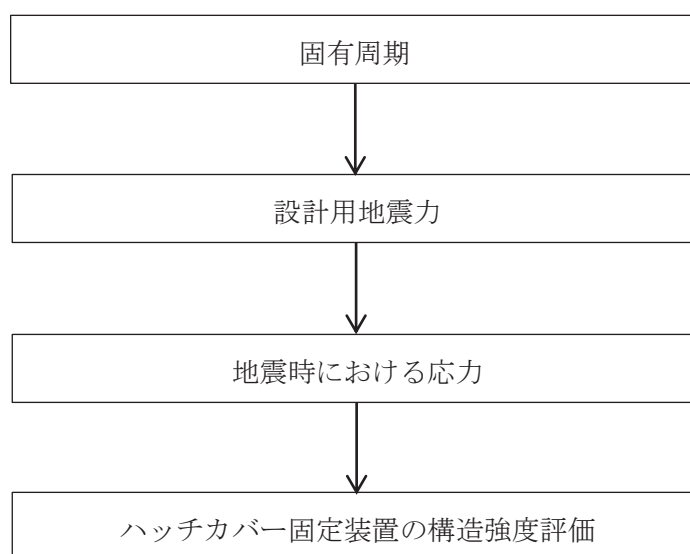 固有周期
設計用地震力
地震時における応力
ハッチカバー固定装置の構造強度評価